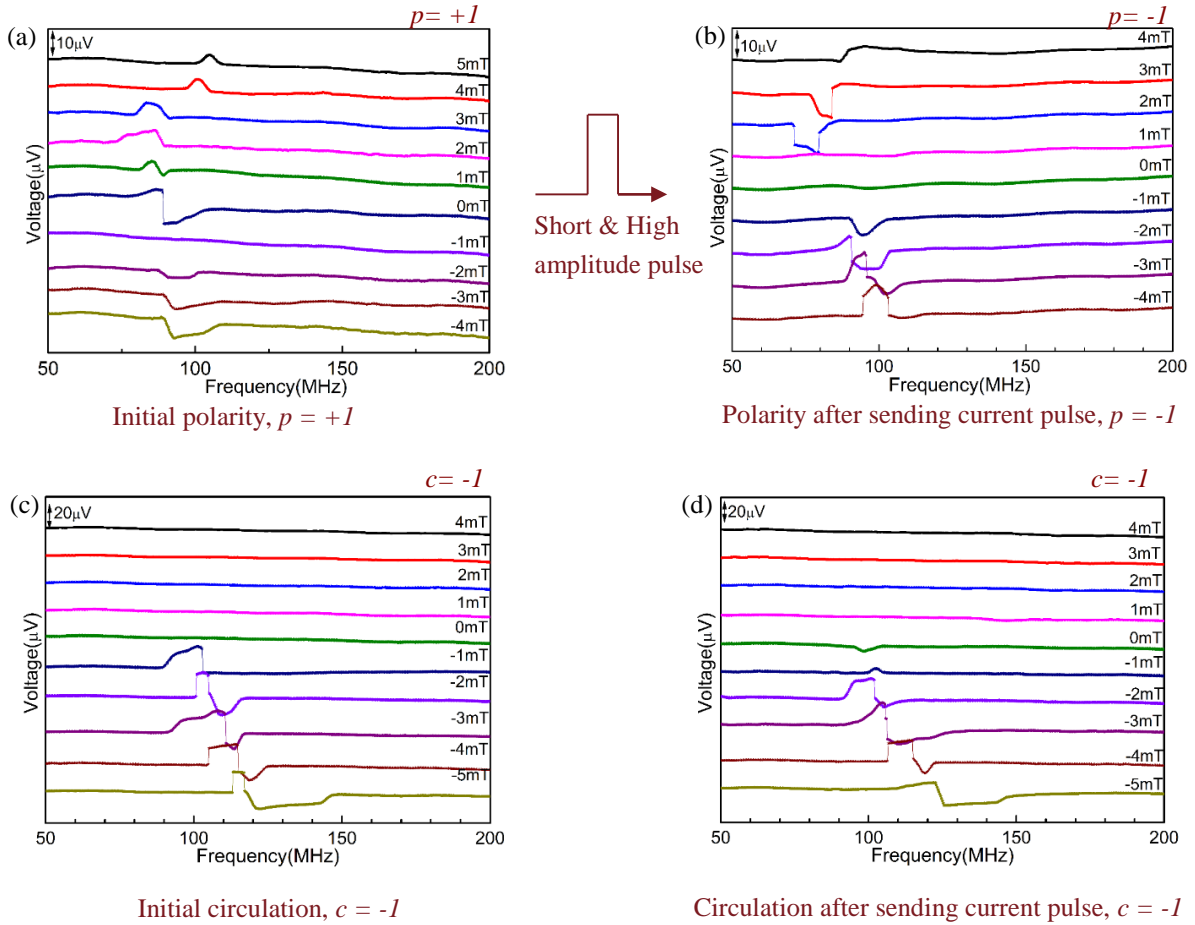 p= +1
(a)
10μV
5mT
4mT
3mT
2mT
1mT
0mT
-1mT
-2mT
-3mT
-4mT
Voltage(μV)
50
100
150
200
Frequency(MHz)
Initial polarity, p = +1
Short & High
amplitude pulse
p= -1
(b)
10μV
4mT
3mT
2mT
1mT
0mT
-1mT
-2mT
-3mT
-4mT
Voltage(μV)
50
100
150
200
Frequency(MHz)
Polarity after sending current pulse, p = -1
c= -1
(c)
20μV
4mT
3mT
2mT
1mT
0mT
-1mT
-2mT
-3mT
-4mT
-5mT
Voltage(μV)
50
100
150
200
Frequency(MHz)
Initial circulation, c = -1
c= -1
(d)
20μV
4mT
3mT
2mT
1mT
0mT
-1mT
-2mT
-3mT
-4mT
-5mT
Voltage(μV)
50
100
150
200
Frequency(MHz)
Circulation after sending current pulse, c = -1